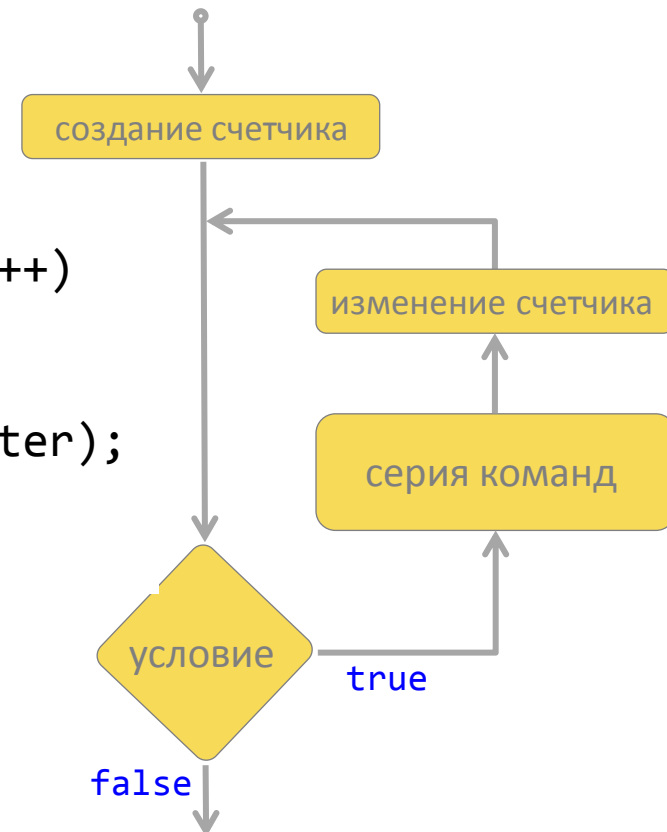 создание счетчика
++)
изменение счетчика
ter);
серия команд
условие
true
false